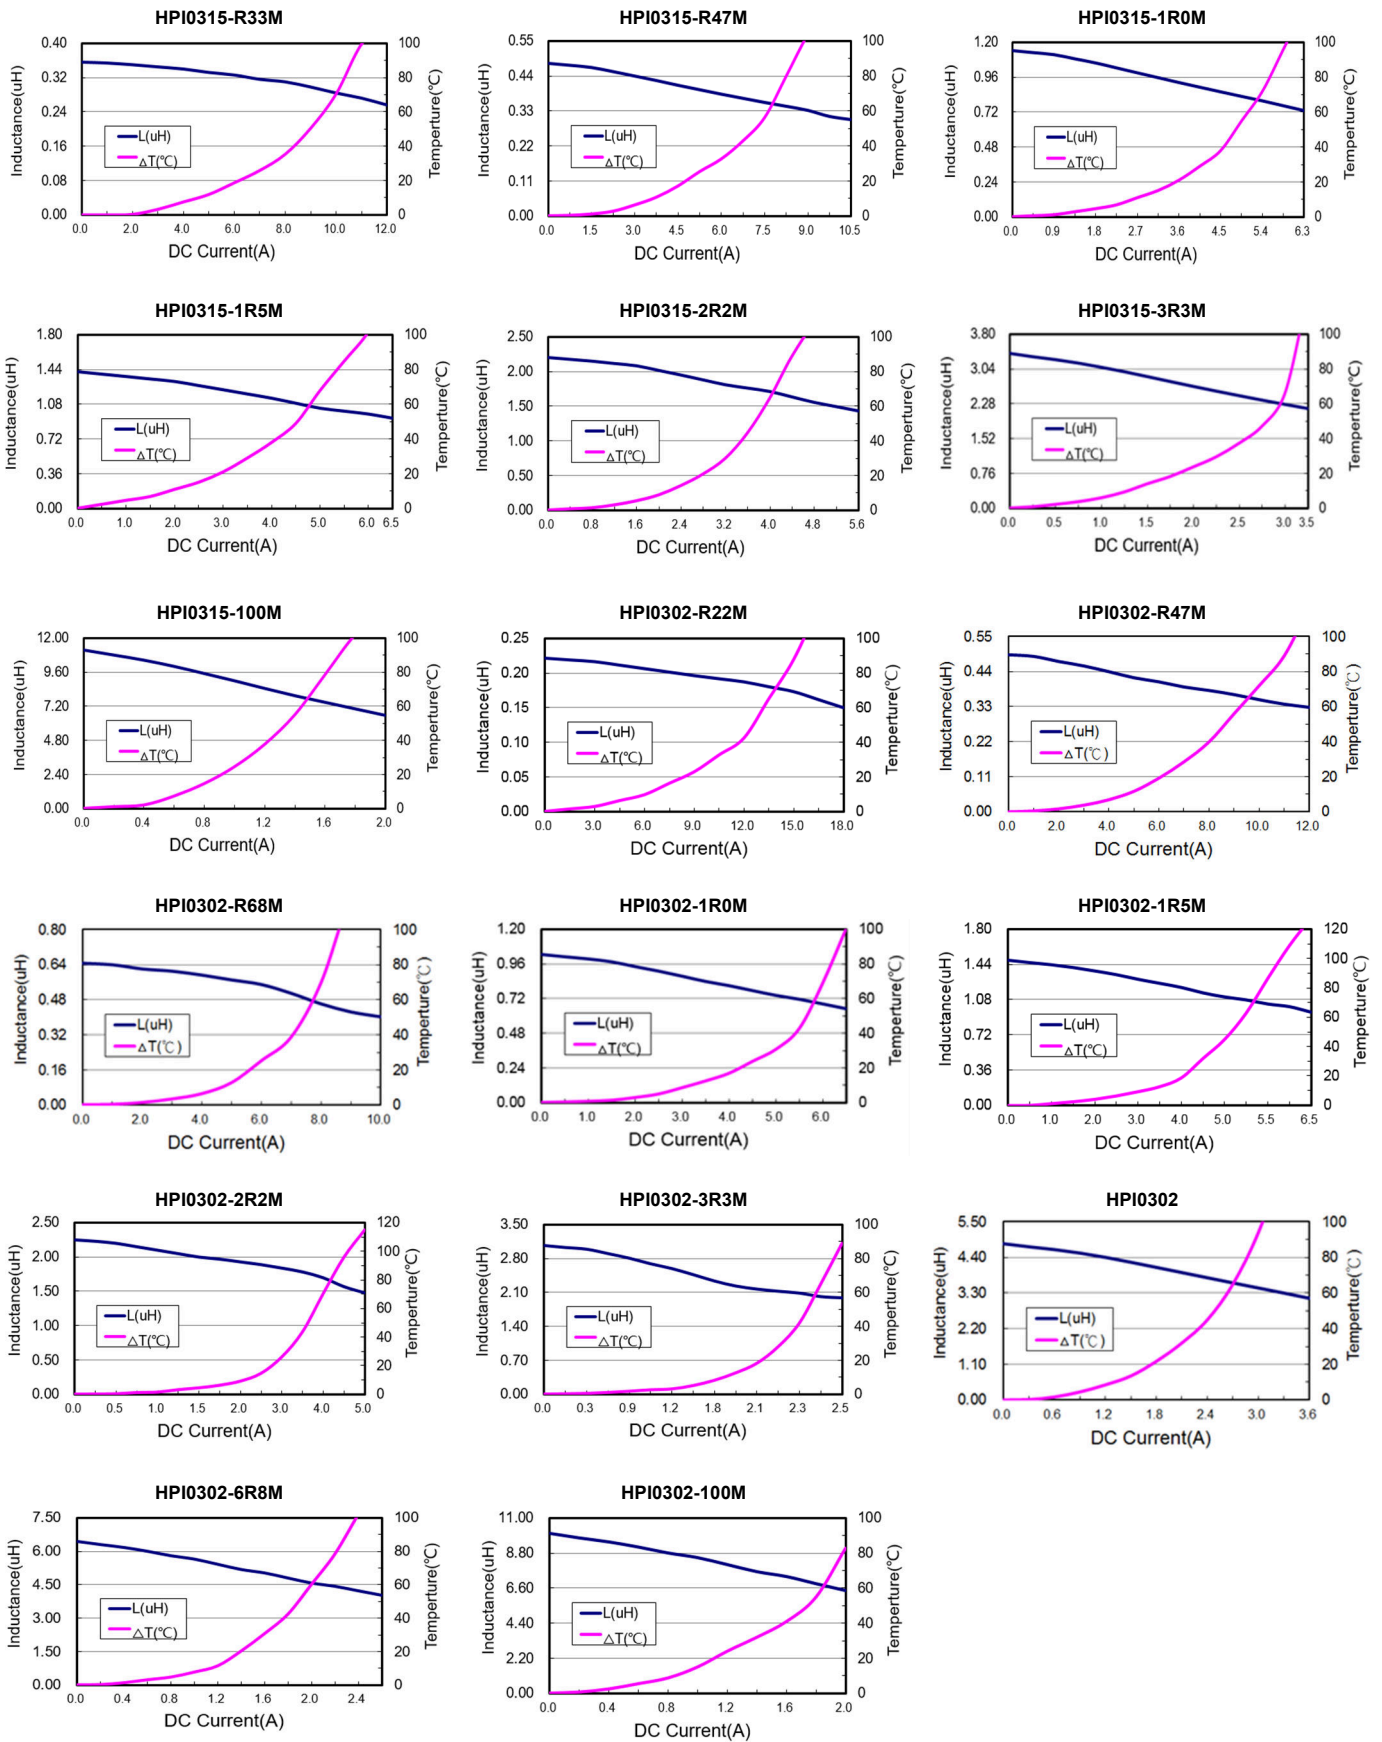 HPI0315-R33M
0.40
0.32
0.24
0.16
0.08
0.00
Inductance(uH)
L(uH)
△T(℃)
100
80
60
40
20
0
Temperture(℃)
0.0 2.0 4.0 6.0 8.0 10.0 12.0
DC Current(A)
HPI0315-R47M
0.55
0.44
0.33
0.22
0.11
0.00
Inductance(uH)
L(uH)
△T(℃)
100
80
60
40
20
0
Temperture(℃)
0.0 1.5 3.0 4.5 6.0 7.5 9.0 10.5
DC Current(A)
HPI0315-1R0M
1.20
0.96
0.72
0.48
0.24
0.00
Inductance(uH)
L(uH)
△T(℃)
100
80
60
40
20
0
Temperture(℃)
0.0 0.9 1.8 2.7 3.6 4.5 5.4 6.3
DC Current(A)
HPI0315-1R5M
1.80
1.44
1.08
0.72
0.36
0.00
Inductance(uH)
L(uH)
△T(℃)
100
80
60
40
20
0
Temperture(℃)
0.0 1.0 2.0 3.0 4.0 5.0 6.0 6.5
DC Current(A)
HPI0315-2R2M
2.50
2.00
1.50
1.00
0.50
0.00
Inductance(uH)
L(uH)
△T(℃)
100
80
60
40
20
0
Temperture(℃)
0.0 0.8 1.6 2.4 3.2 4.0 4.8 5.6
DC Current(A)
HPI0315-3R3M
3.80
3.04
2.28
1.52
0.76
0.00
Inductance(uH)
L(uH)
△T(℃)
100
80
60
40
20
0
Temperture(℃)
0.0 0.5 1.0 1.5 2.0 2.5 3.0 3.5
DC Current(A)
HPI0315-100M
12.00
9.60
7.20
4.80
2.40
0.00
Inductance(uH)
L(uH)
△T(℃)
100
80
60
40
20
0
Temperture(℃)
0.0 0.4 0.8 1.2 1.6 2.0
DC Current(A)
HPI0302-R22M
0.25
0.20
0.15
0.10
0.05
0.00
Inductance(uH)
L(uH)
△T(℃)
100
80
60
40
20
0
Temperture(℃)
0.0 3.0 6.0 9.0 12.0 15.0 18.0
DC Current(A)
HPI0302-R47M
0.55
0.44
0.33
0.22
0.11
0.00
Inductance(uH)
L(uH)
△T(℃)
100
80
60
40
20
0
Temperture(℃)
0.0 2.0 4.0 6.0 8.0 10.0 12.0
DC Current(A)
HPI0302-R68M
0.80
0.64
0.48
0.32
0.16
0.00
Inductance(uH)
L(uH)
△T(℃)
100
80
60
40
20
0
Temperture(℃)
0.0 2.0 4.0 6.0 8.0 10.0
DC Current(A)
HPI0302-1R0M
1.20
0.96
0.72
0.48
0.24
0.00
Inductance(uH)
L(uH)
△T(℃)
100
80
60
40
20
0
Temperture(℃)
0.0 1.0 2.0 3.0 4.0 5.0 6.0
DC Current(A)
HPI0302-1R5M
1.80
1.44
1.08
0.72
0.36
0.00
Inductance(uH)
L(uH)
△T(℃)
120
100
80
60
40
20
0
Temperture(℃)
0.0 1.0 2.0 3.0 4.0 5.0 5.5 6.5
DC Current(A)
HPI0302-2R2M
2.50
2.00
1.50
1.00
0.50
0.00
Inductance(uH)
L(uH)
△T(℃)
120
100
80
60
40
20
0
Temperture(℃)
0.0 0.5 1.0 1.5 2.0 3.0 4.0 5.0
DC Current(A)
HPI0302-3R3M
3.50
2.80
2.10
1.40
0.70
0.00
Inductance(uH)
L(uH)
△T(℃)
100
80
60
40
20
0
Temperture(℃)
0.0 0.3 0.9 1.2 1.8 2.1 2.3 2.5
DC Current(A)
HPI0302
5.50
4.40
3.30
2.20
1.10
0.00
Inductance(uH)
L(uH)
△T(℃)
100
80
60
40
20
0
Temperture(℃)
0.0 0.6 1.2 1.8 2.4 3.0 3.6
DC Current(A)
HPI0302-6R8M
7.50
6.00
4.50
3.00
1.50
0.00
Inductance(uH)
L(uH)
△T(℃)
100
80
60
40
20
0
Temperture(℃)
0.0 0.4 0.8 1.2 1.6 2.0 2.4
DC Current(A)
HPI0302-100M
11.00
8.80
6.60
4.40
2.20
0.00
Inductance(uH)
L(uH)
△T(℃)
100
80
60
40
20
0
Temperture(℃)
0.0 0.4 0.8 1.2 1.6 2.0
DC Current(A)